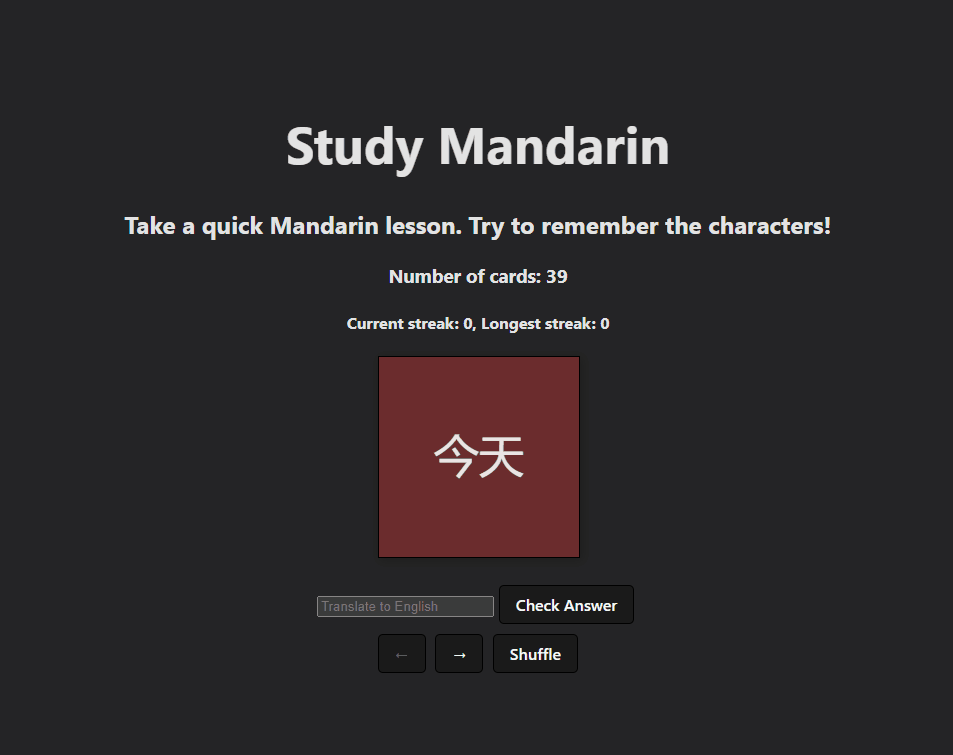 Study Mandarin
Take a quick Mandarin lesson. Try to remember the characters!
Number of cards: 39
Current streak: 0, Longest streak: 0
今天
Translate to English Check Answer
← → Shuffle